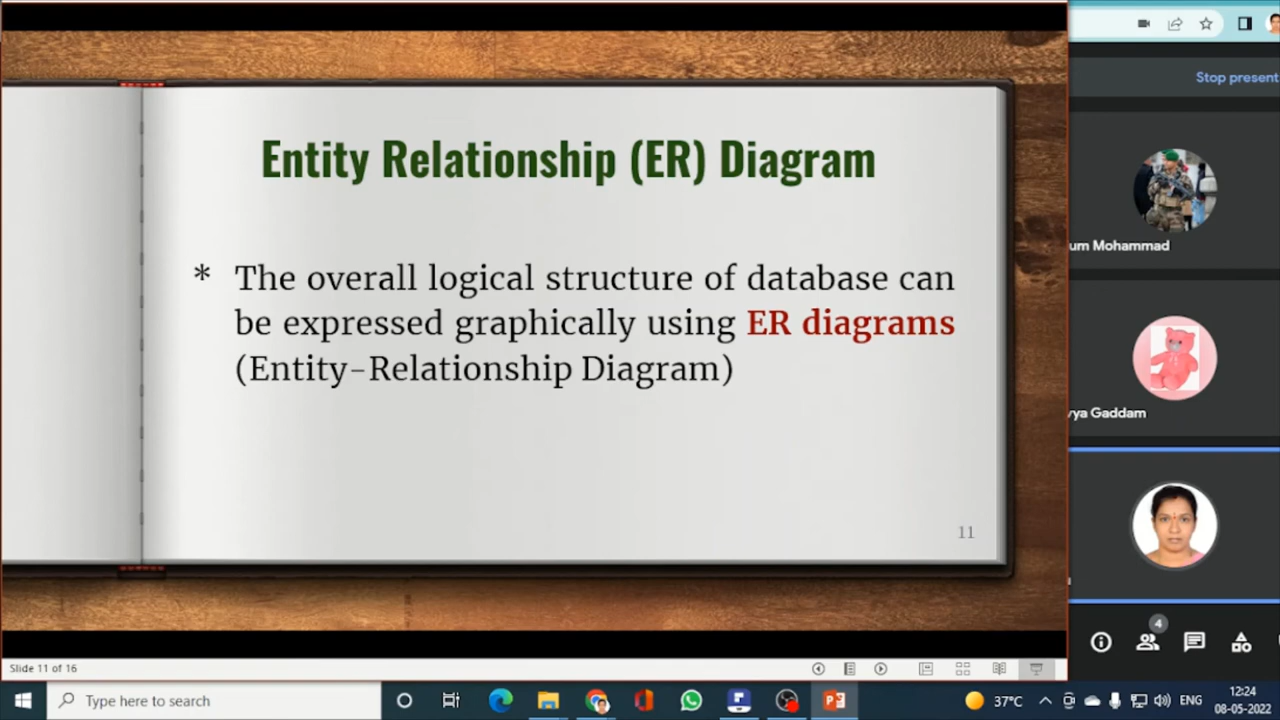 Entity Relationship (ER) Diagram
* The overall logical structure of database can
be expressed graphically using ER diagrams
(Entity-Relationship Diagram)
11
Stop present
um Mohammad
vya Gaddam
4
Slide 11 of 16
Type here to search
37°C
ENG
12:24
08-05-2022